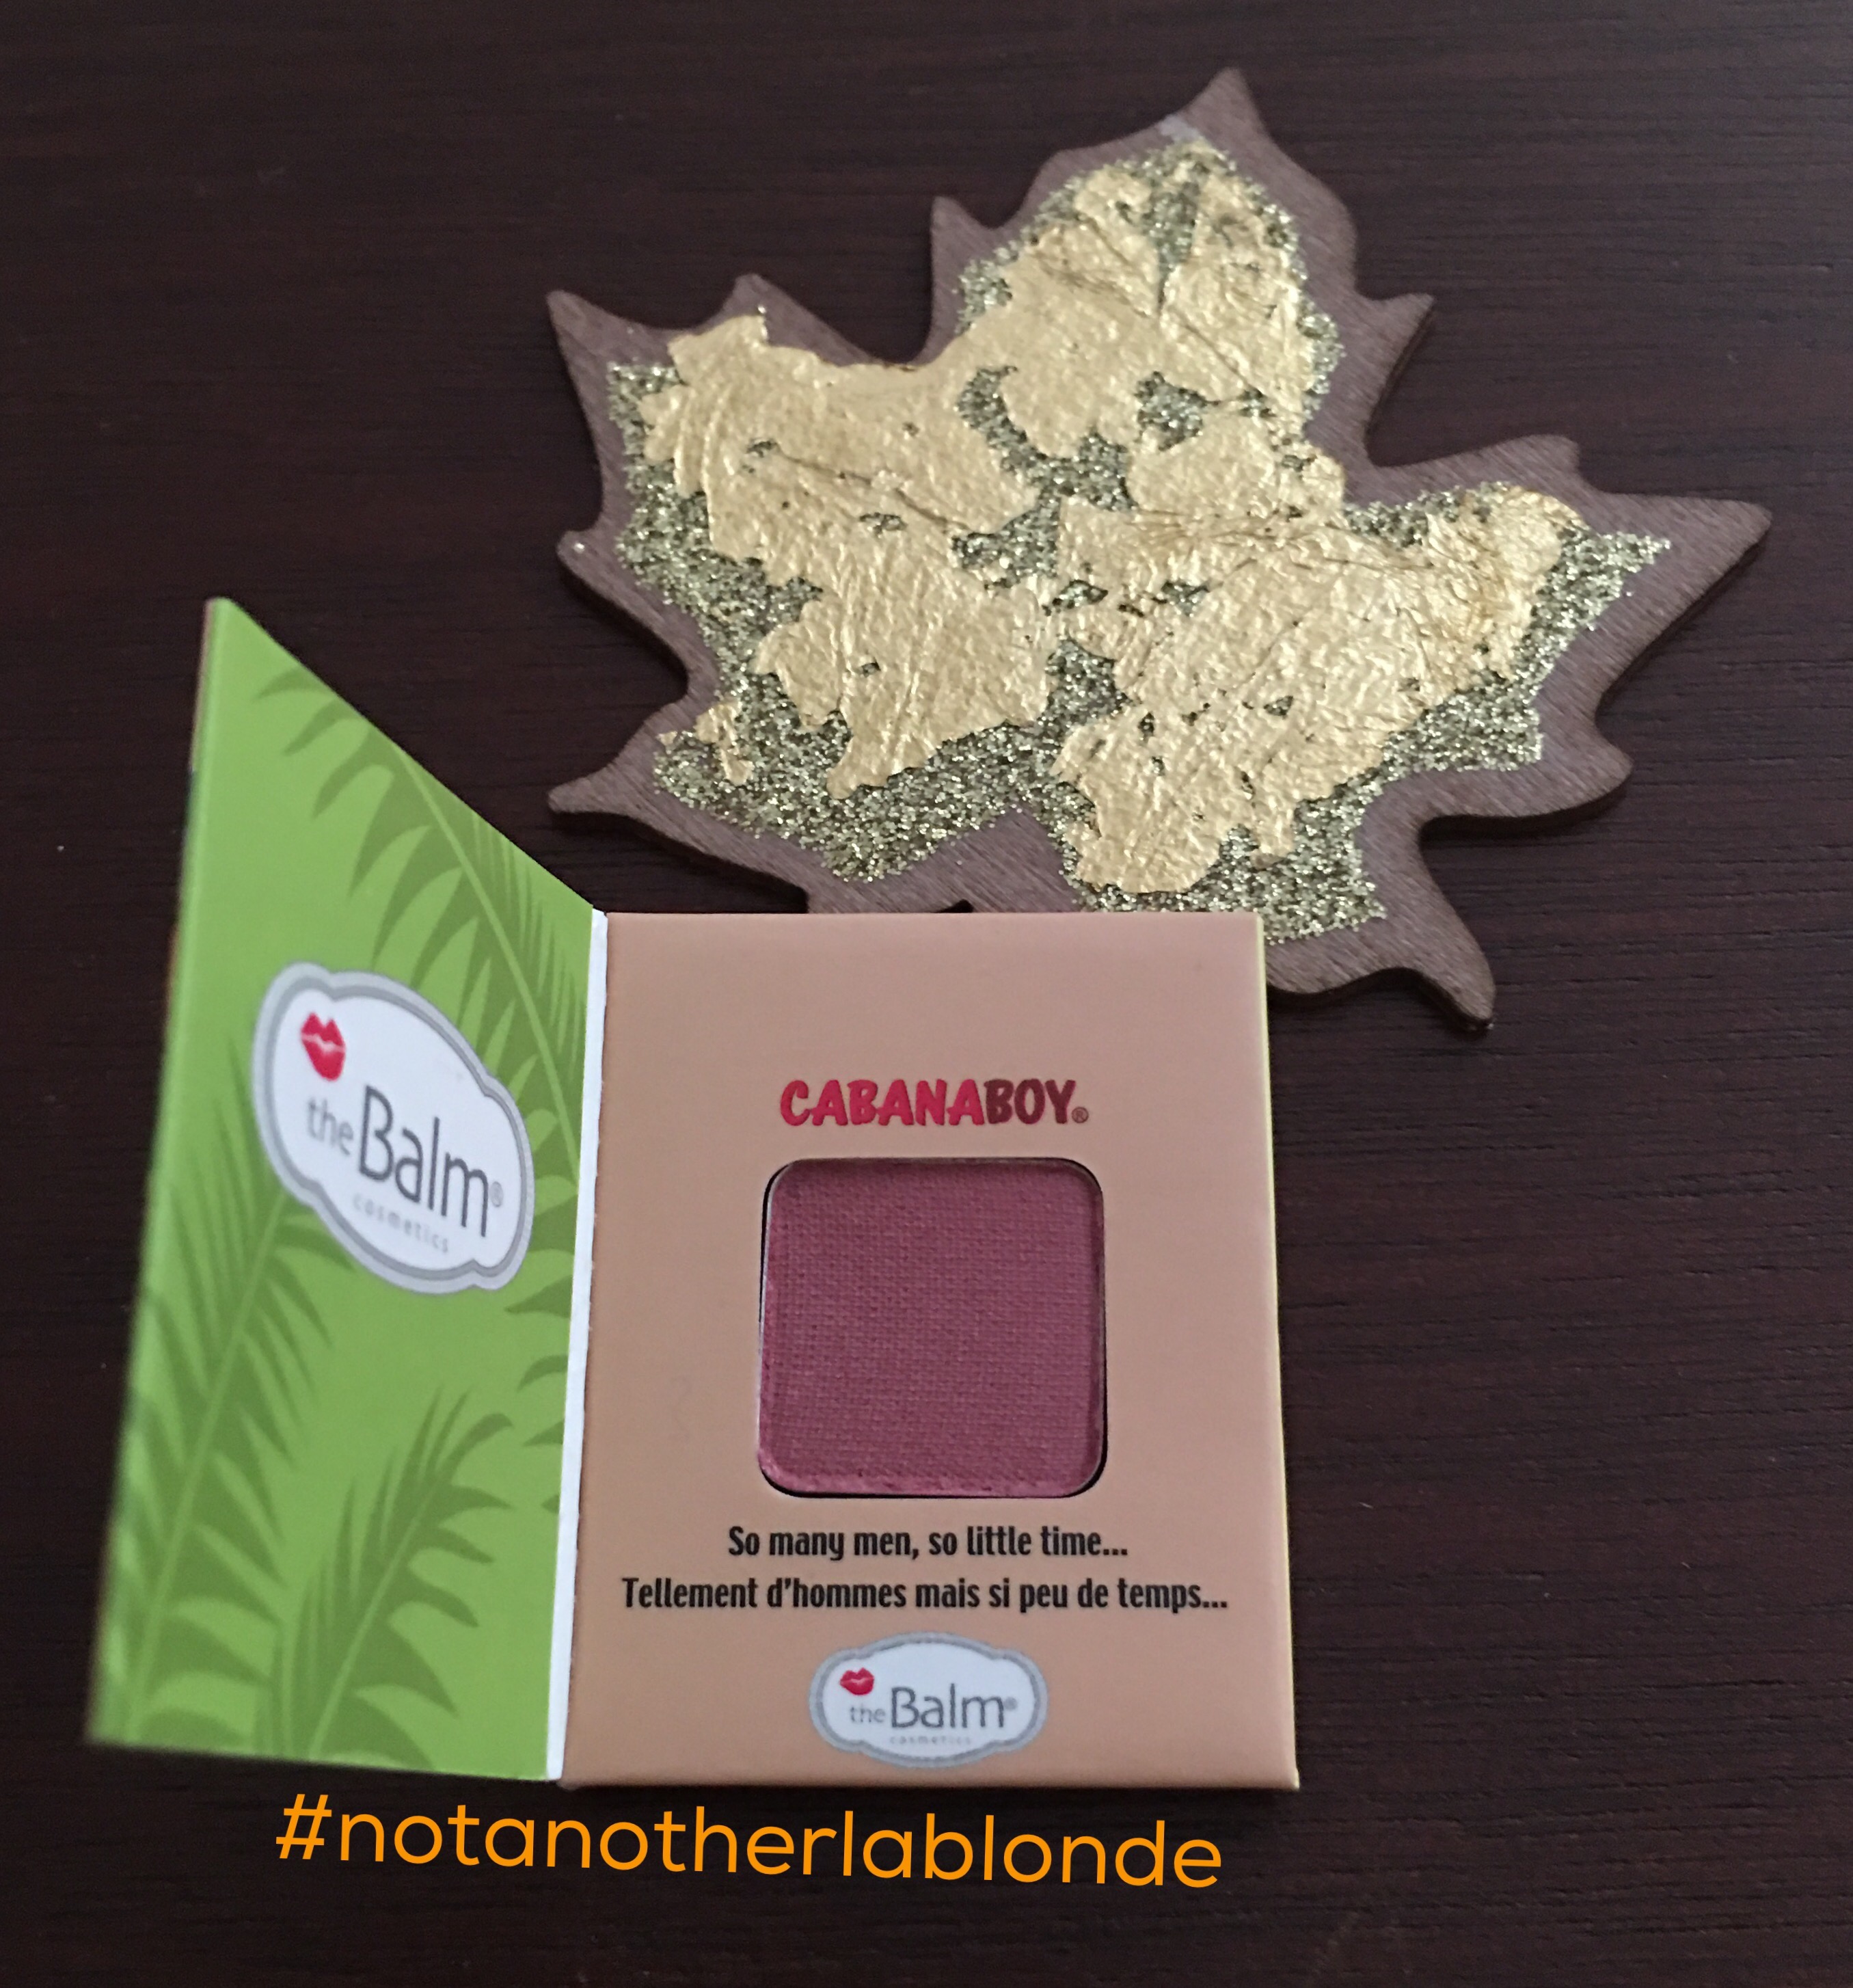 the Balm®
cosmetics
CABANABOY®
So many men, so little time...
Tellement d'hommes mais si peu de temps...
the Balm®
cosmetics
#notanotherlablonde